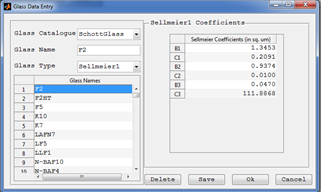 Glass Data Entry
Glass Catalogue
SchottGlass
Glass Name
F2
Glass Type
Sellmeier1
Glass Names
1 F2
2 F2HT
3 F5
4 K10
5 K7
6 LAFN7
7 LF5
8 LLF1
9 N-BAF10
10 N-BAF4
Sellmeier1 Coefficients
Sellmeier Coefficients (in sq. um)
B1 1.3453
C1 0.2091
B2 0.9374
C2 0.0100
B3 0.0470
C3 111.8868
Delete
Save
Ok
Cancel